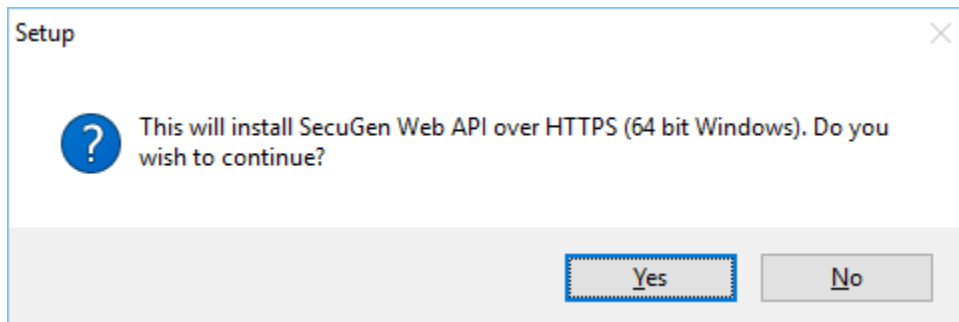 Setup
This will install SecuGen Web API over HTTPS (64 bit Windows). Do you
wish to continue?
Yes
No